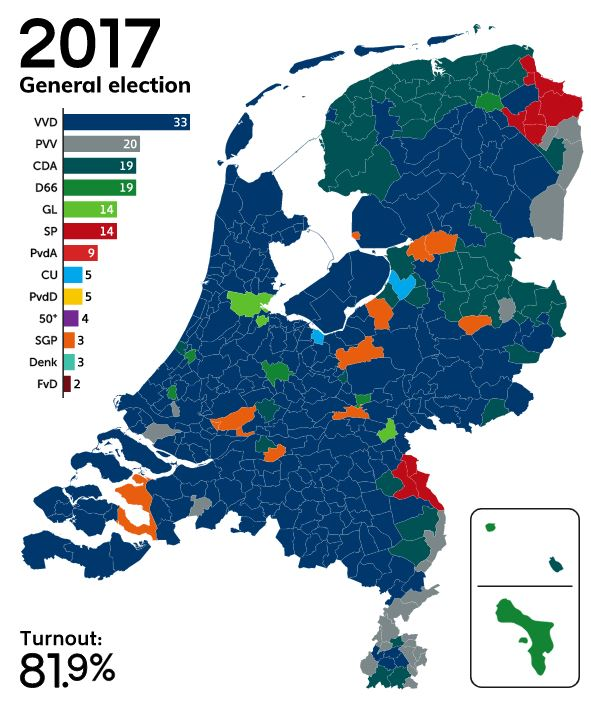 2017
General election
VVD 33
PVV 20
CDA 19
D66 19
GL 14
SP 14
PvdA 9
CU 5
PvdD 5
50* 4
SGP 3
Denk 3
FvD 2
Turnout:
81.9%